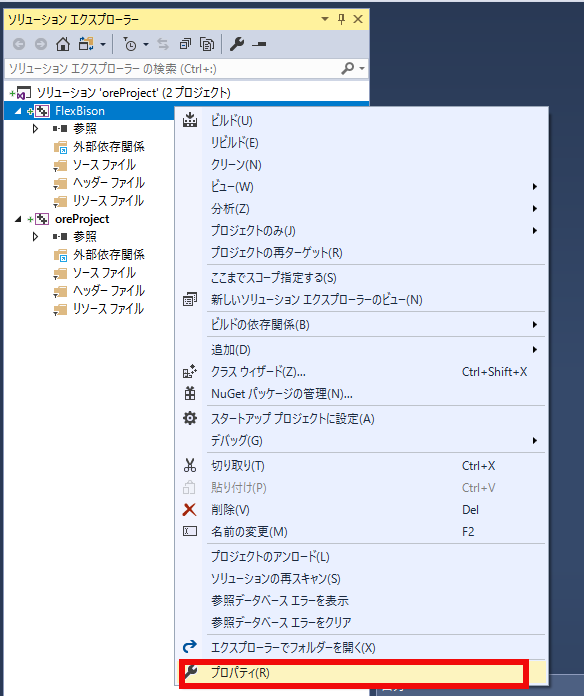 ソリューション エクスプローラー
ソリューション エクスプローラー の検索 (Ctrl+:)
ソリューション 'oreProject' (2 プロジェクト)
FlexBison
参照
外部依存関係
ソース ファイル
ヘッダー ファイル
リソース ファイル
oreProject
参照
外部依存関係
ソース ファイル
ヘッダー ファイル
リソース ファイル
ビルド(U)
リビルド(E)
クリーン(N)
ビュー(W)
分析(Z)
プロジェクトのみ(J)
プロジェクトの再ターゲット(R)
ここまでスコープ指定する(S)
新しいソリューション エクスプローラーのビュー(N)
ビルドの依存関係(B)
追加(D)
クラス ウィザード(Z)... Ctrl+Shift+X
NuGet パッケージの管理(N)...
スタートアップ プロジェクトに設定(A)
デバッグ(G)
切り取り(T) Ctrl+X
貼り付け(P) Ctrl+V
削除(V) Del
名前の変更(M) F2
プロジェクトのアンロード(L)
ソリューションの再スキャン(S)
参照データベース エラーを表示
参照データベース エラーをクリア
エクスプローラーでフォルダーを開く(X)
プロパティ(R)